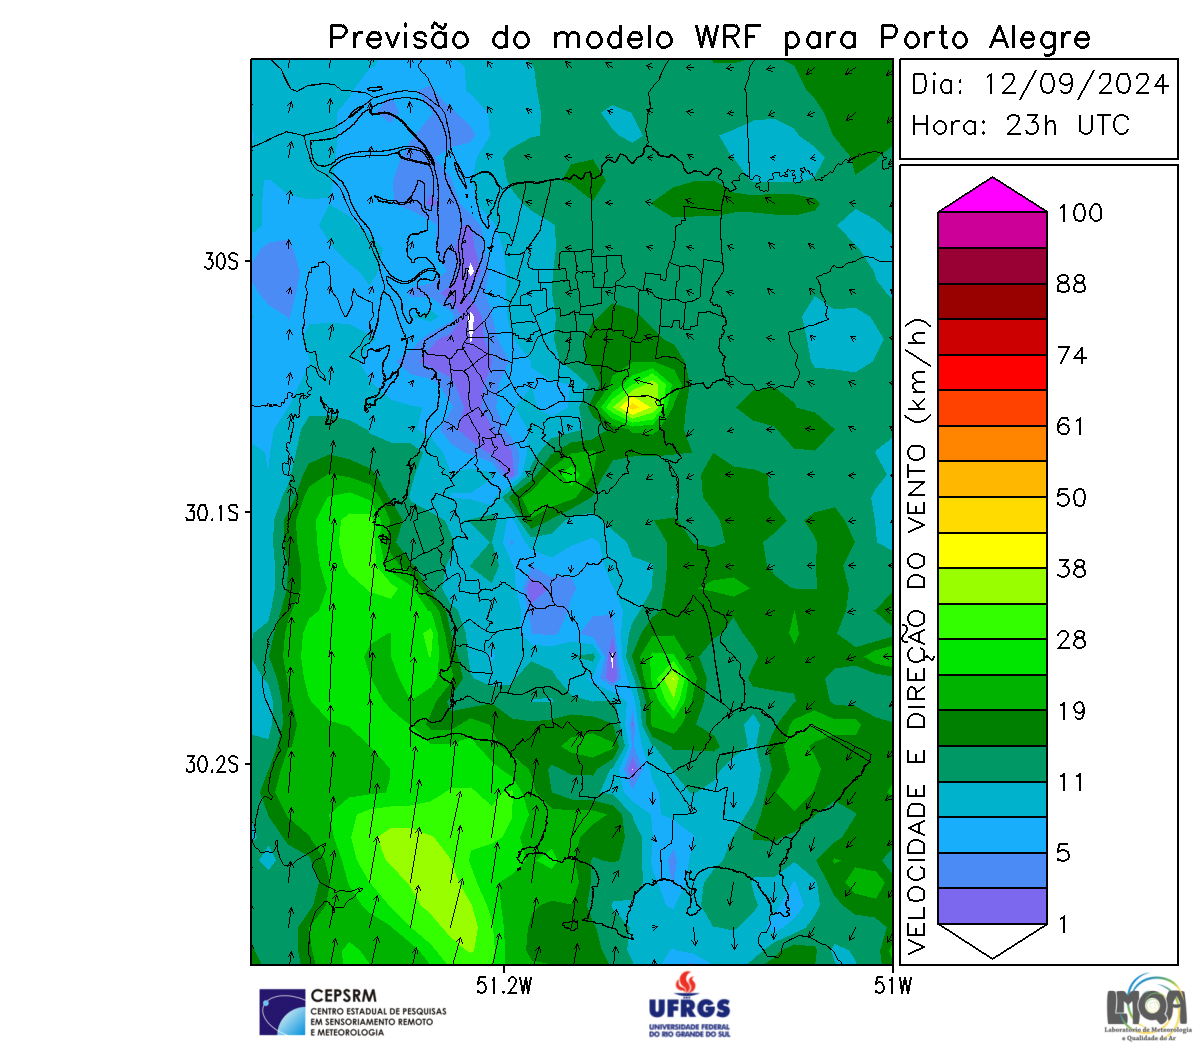 Previsão do modelo WRF para Porto Alegre
Dia: 12/09/2024
Hora: 23h UTC
30S
30.1S
30.2S
51.2W
51W
VELOCIDADE E DIREÇÃO DO VENTO (km/h)
100
88
74
61
50
38
28
19
11
5
1
CEPSRM
CENTRO ESTADUAL DE PESQUISAS
EM SENSORIAMENTO REMOTO
E METEOROLOGIA
UFRGS
UNIVERSIDADE FEDERAL
DO RIO GRANDE DO SUL
LMQA
Laboratório de Meteorologia
e Qualidade do Ar